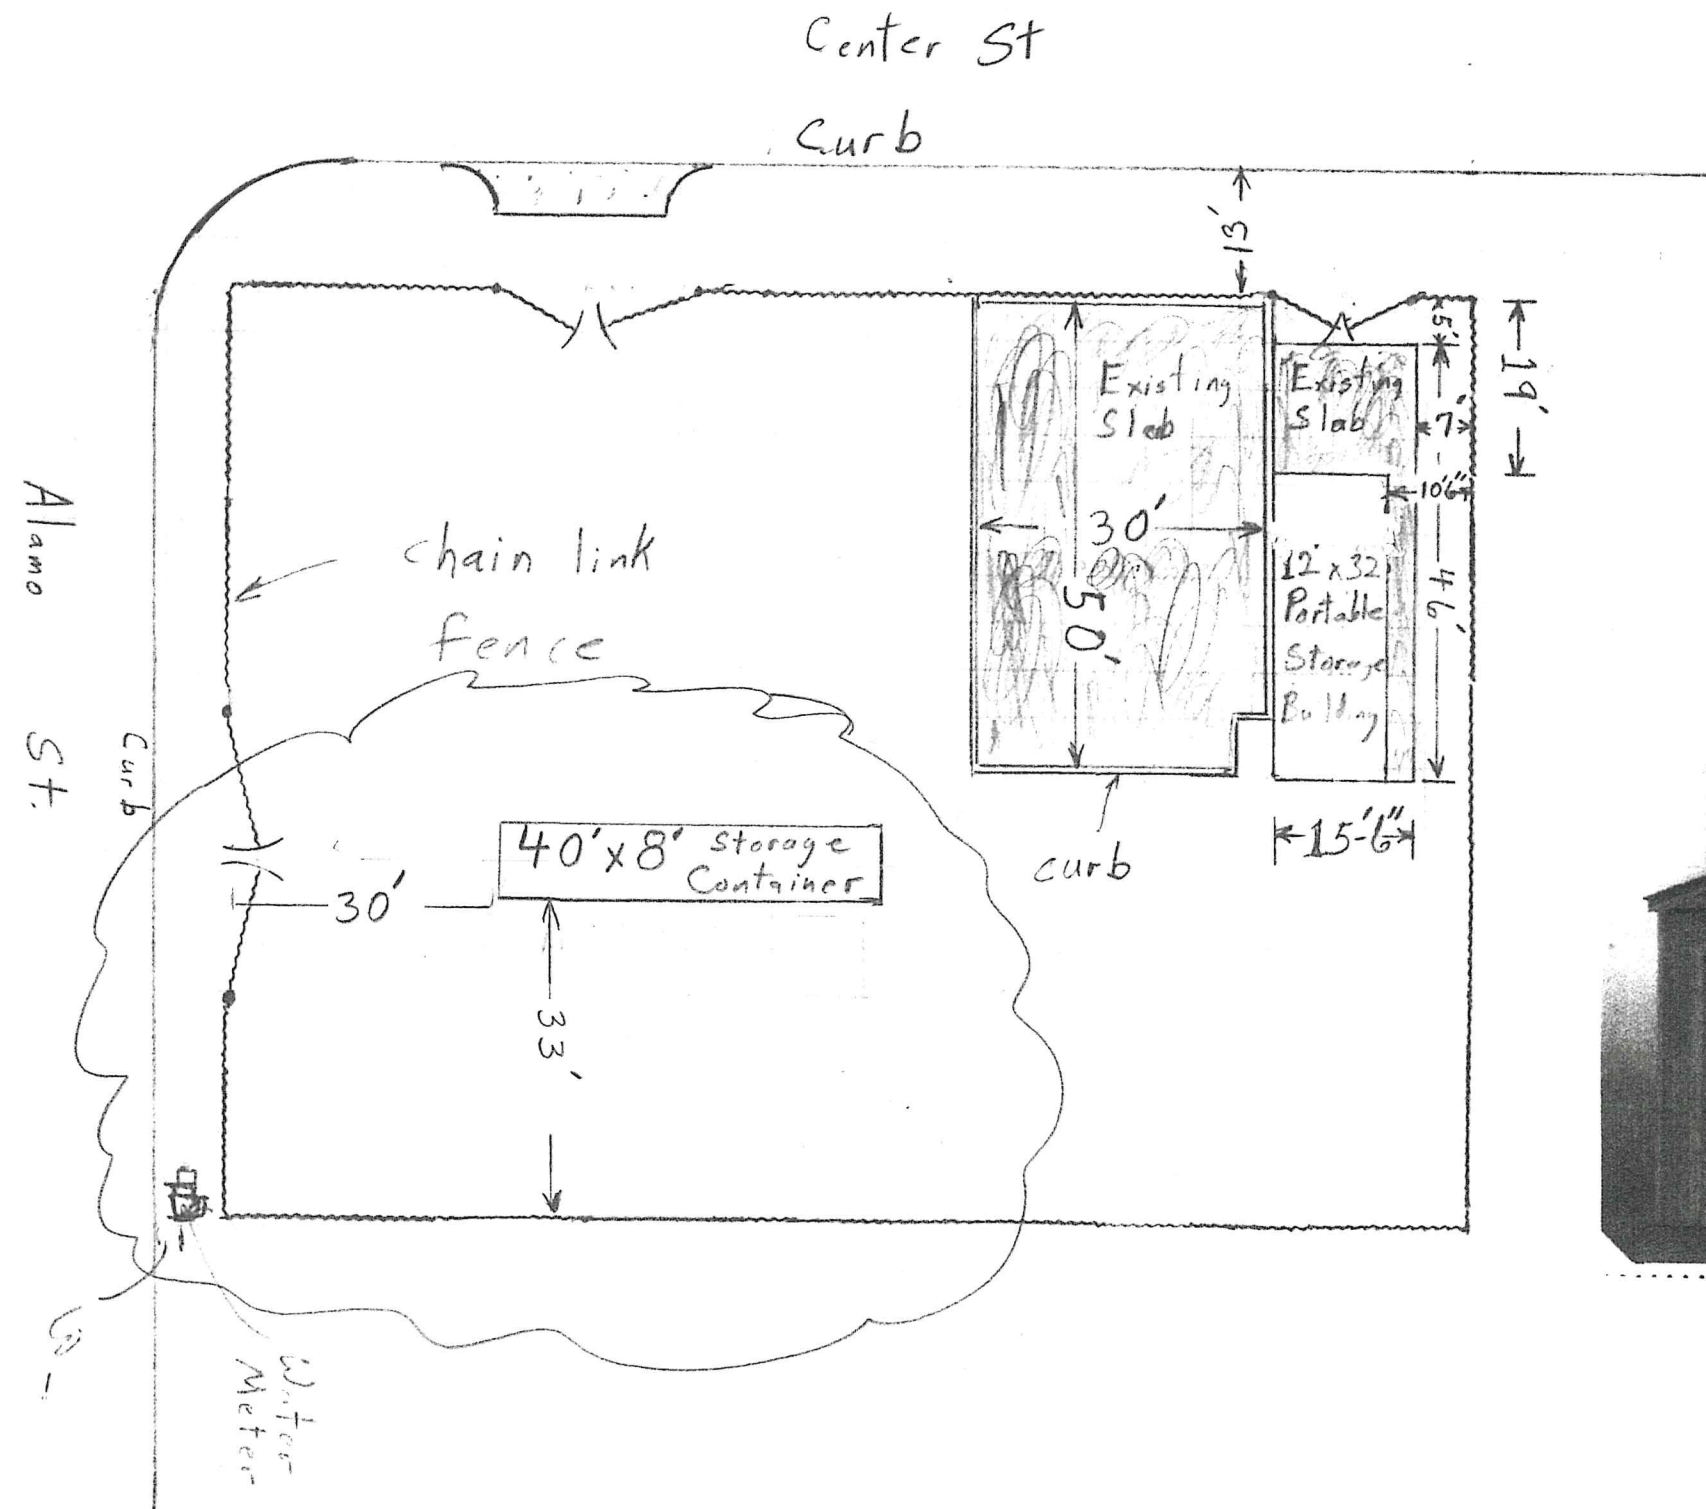 Center St
Curb
13'
5'
19'
Existing
Slab
Existing
Slab
7'
10'6"
30'
50'
12' x 32'
Portable
Storage
Building
46'
15'-6"
curb
chain link
fence
Alamo St.
Curb
40' x 8' Storage
Container
30'
33'
Water
Meter